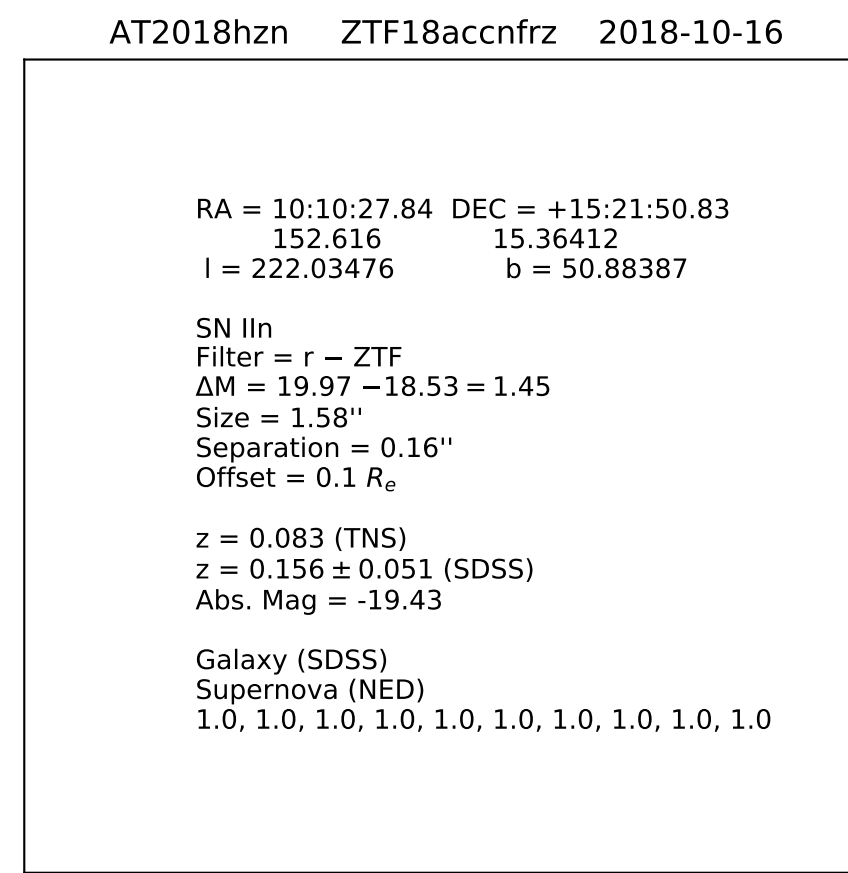 AT2018hzn ZTF18accnfrz 2018-10-16
RA = 10:10:27.84 DEC = +15:21:50.83
152.616 15.36412
l = 222.03476 b = 50.88387
SN IIn
Filter = r − ZTF
ΔM = 19.97 −18.53 = 1.45
Size = 1.58''
Separation = 0.16''
Offset = 0.1 Rₑ
z = 0.083 (TNS)
z = 0.156 ± 0.051 (SDSS)
Abs. Mag = -19.43
Galaxy (SDSS)
Supernova (NED)
1.0, 1.0, 1.0, 1.0, 1.0, 1.0, 1.0, 1.0, 1.0, 1.0